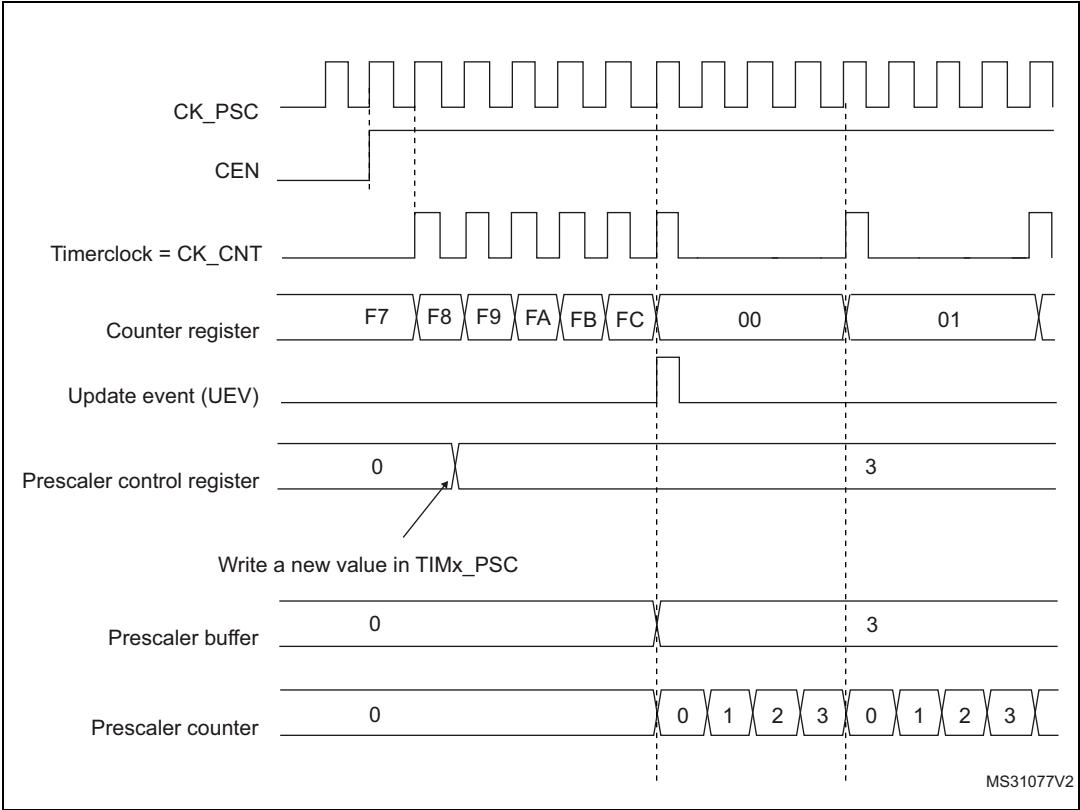 CK_PSC
CEN
Timerclock = CK_CNT
Counter register F7 F8 F9 FA FB FC 00 01
Update event (UEV)
Prescaler control register 0 3
Write a new value in TIMx_PSC
Prescaler buffer 0 3
Prescaler counter 0 0 1 2 3 0 1 2 3
MS31077V2